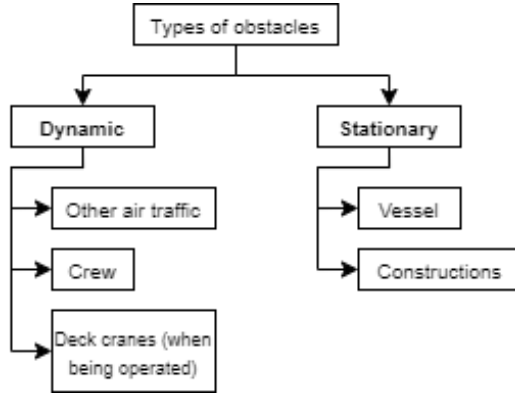 Types of obstacles
Dynamic
Stationary
Other air traffic
Vessel
Crew
Constructions
Deck cranes (when
being operated)